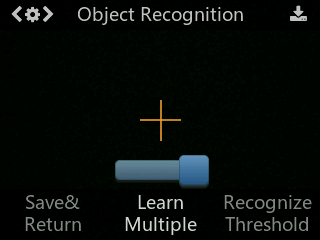 Object Recognition
Save& Return
Learn Multiple
Recognize Threshold